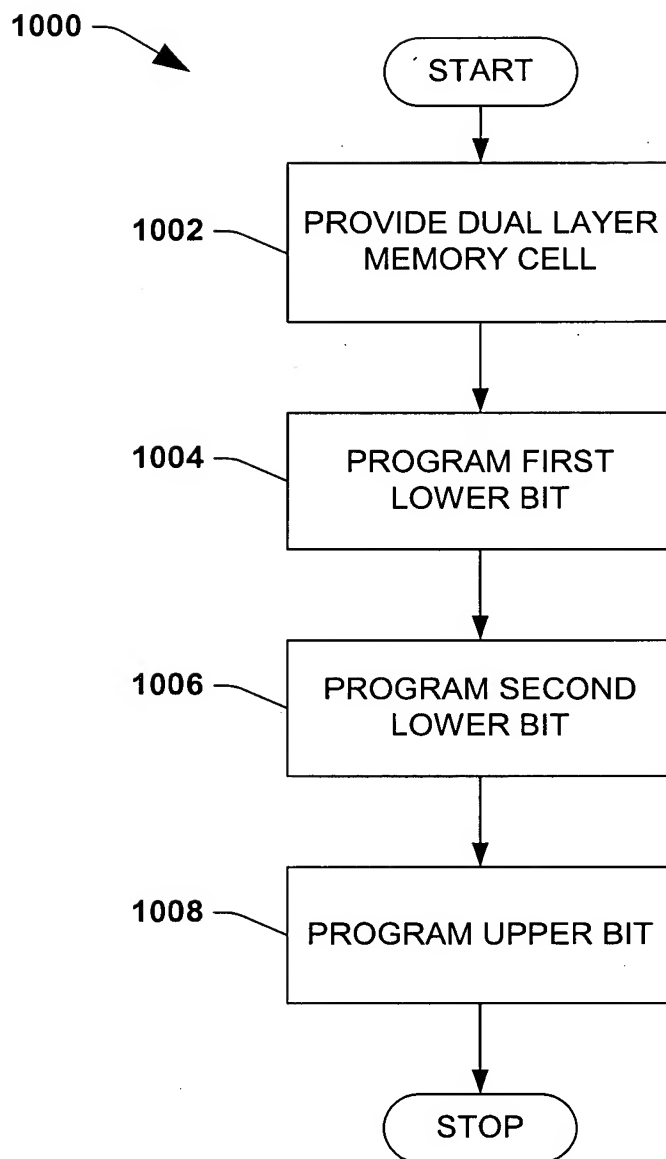 1000
START
1002
PROVIDE DUAL LAYER
MEMORY CELL
1004
PROGRAM FIRST
LOWER BIT
1006
PROGRAM SECOND
LOWER BIT
1008
PROGRAM UPPER BIT
STOP